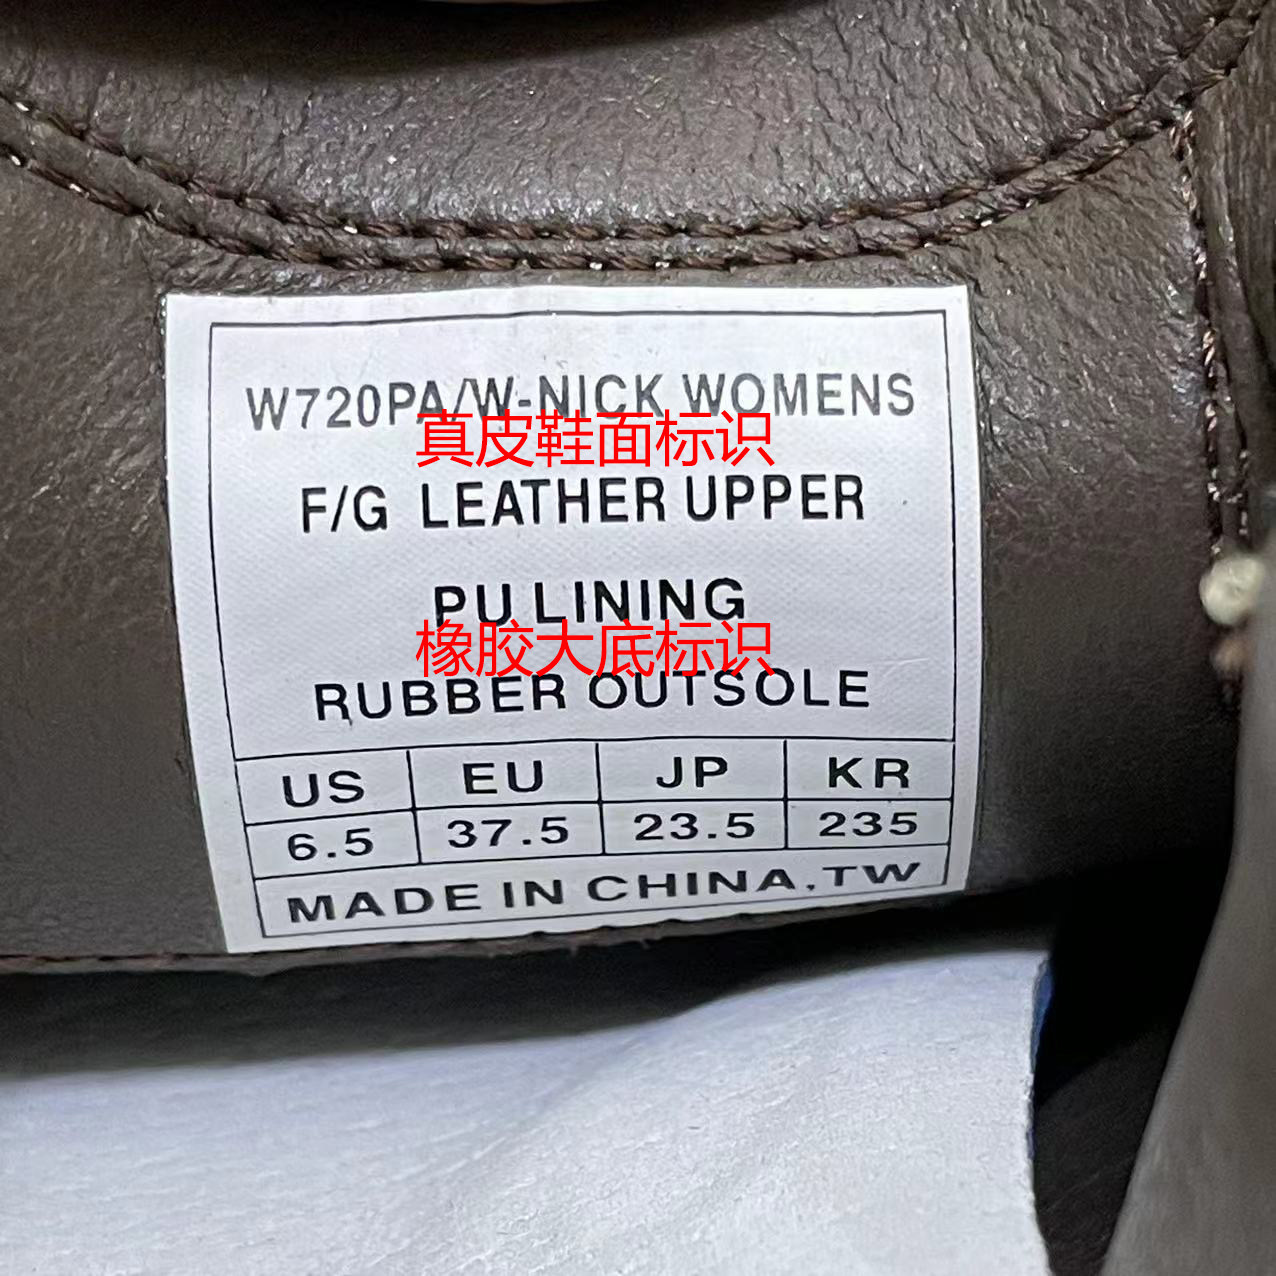 W720PA/W-NICK WOMENS
真皮鞋面标识
F/G LEATHER UPPER
PU LINING
橡胶大底标识
RUBBER OUTSOLE
US EU JP KR
6.5 37.5 23.5 235
MADE IN CHINA.TW